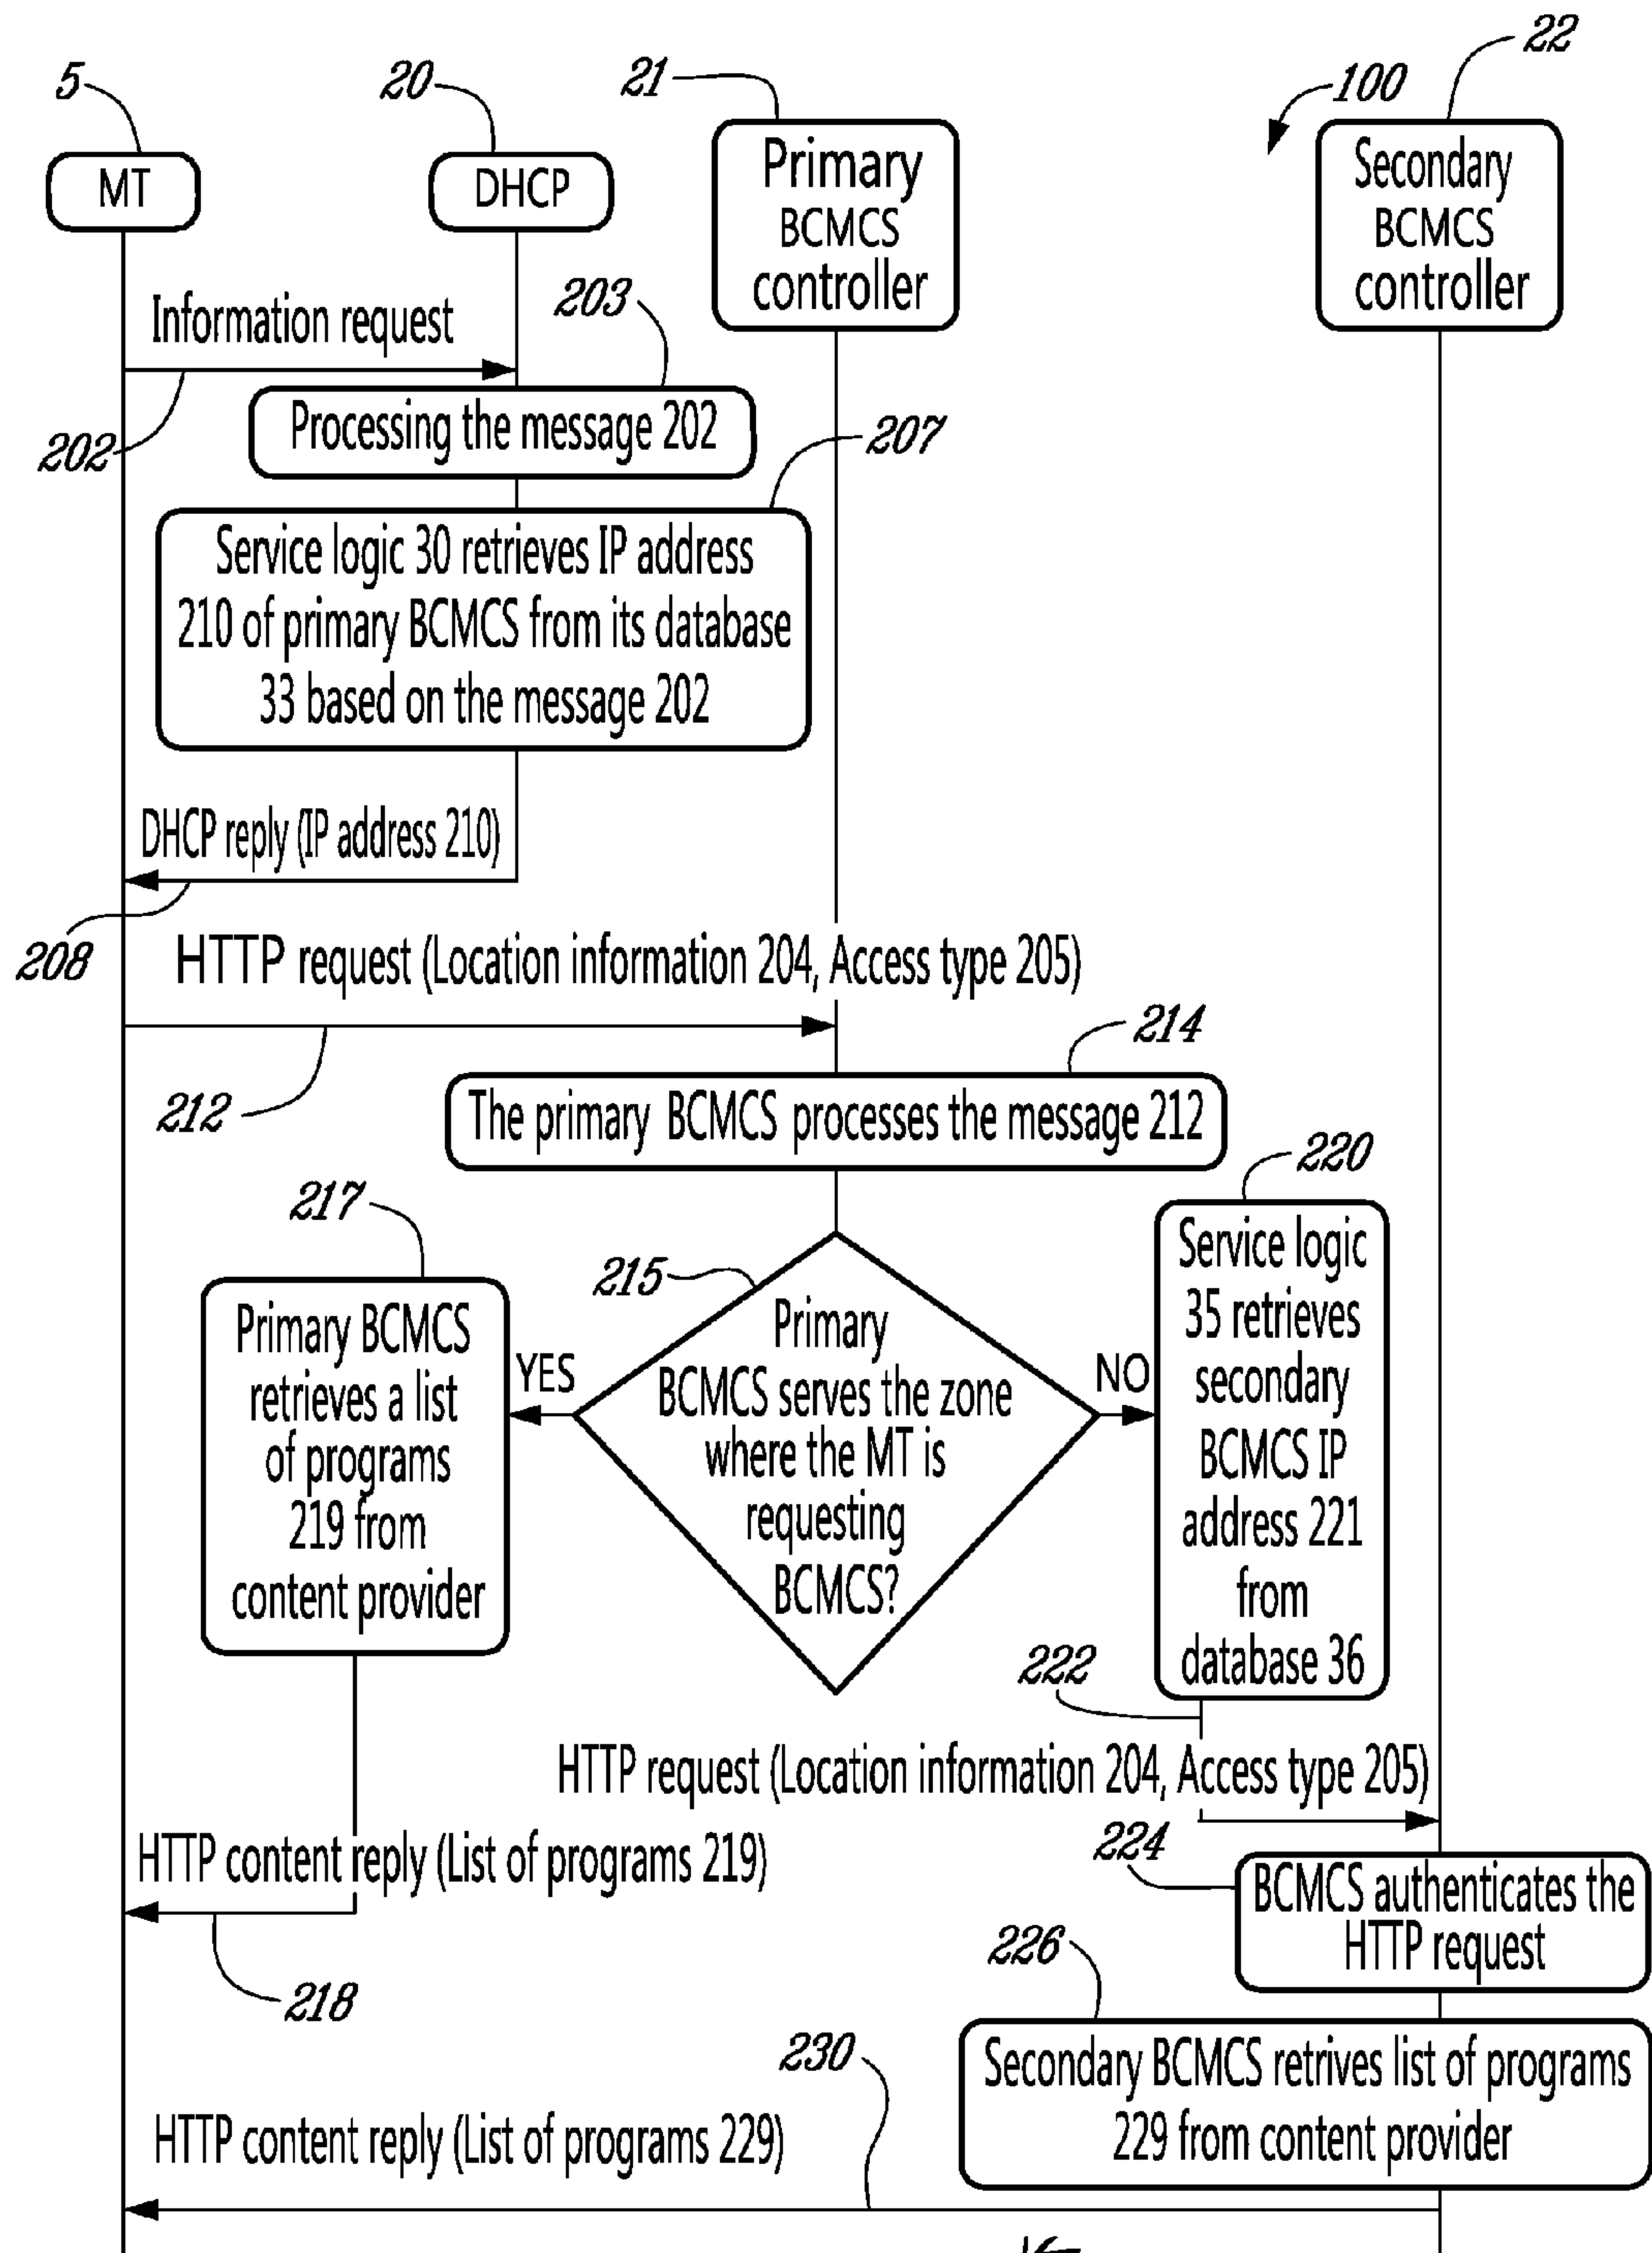 22
5
20
21
100
MT
DHCP
Primary
BCMCS
controller
Secondary
BCMCS
controller
Information request
203
202
Processing the message 202
207
Service logic 30 retrieves IP address
210 of primary BCMCS from its database
33 based on the message 202
DHCP reply (IP address 210)
208
HTTP request (Location information 204, Access type 205)
214
212
The primary BCMCS processes the message 212
220
217
215
Primary BCMCS
retrieves a list
of programs
219 from
content provider
YES
Primary
BCMCS serves the zone
where the MT is
requesting
BCMCS?
NO
Service logic
35 retrieves
secondary
BCMCS IP
address 221
from
database 36
222
HTTP request (Location information 204, Access type 205)
HTTP content reply (List of programs 219)
224
BCMCS authenticates the
HTTP request
218
226
230
Secondary BCMCS retrives list of programs
229 from content provider
HTTP content reply (List of programs 229)